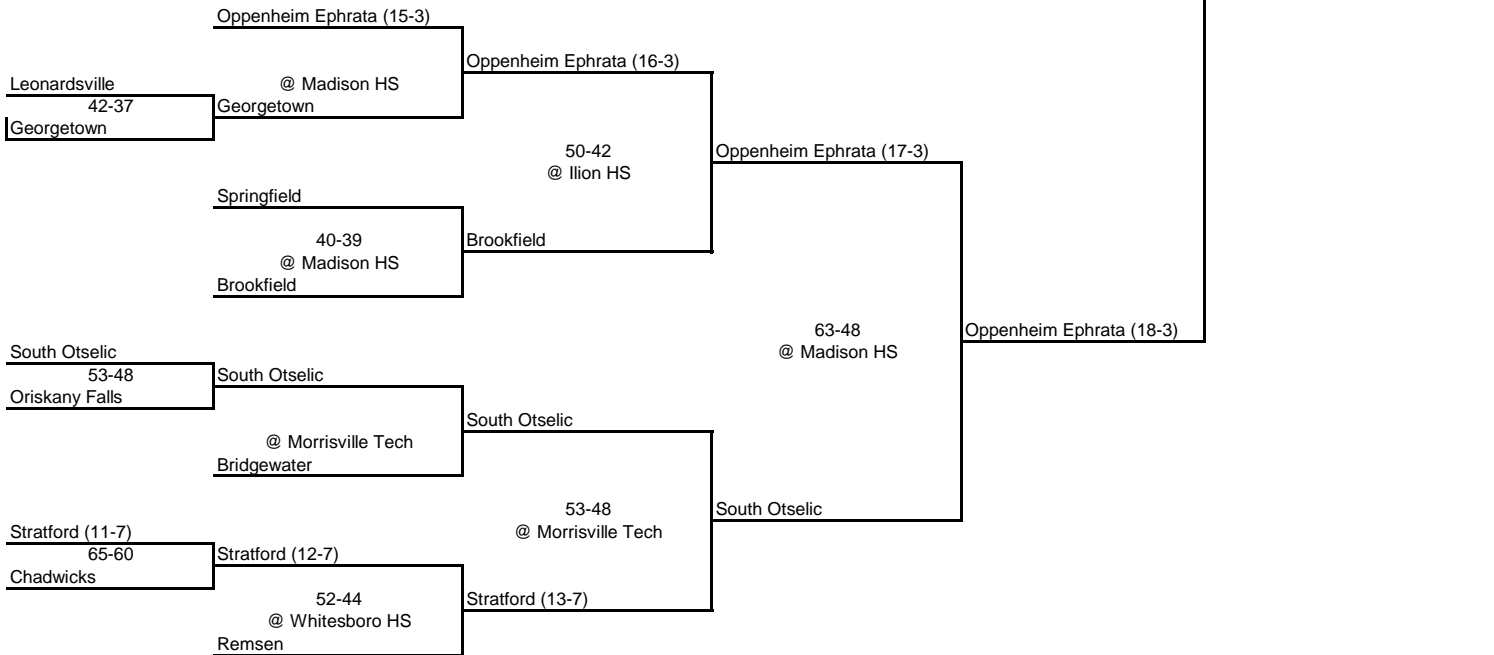 Oppenheim Ephrata (15-3)
Oppenheim Ephrata (16-3)
Leonardsville
@ Madison HS
42-37
Georgetown
Georgetown
50-42
Oppenheim Ephrata (17-3)
@ Ilion HS
Springfield
40-39
Brookfield
@ Madison HS
Brookfield
63-48
Oppenheim Ephrata (18-3)
@ Madison HS
South Otselic
53-48
South Otselic
Oriskany Falls
South Otselic
@ Morrisville Tech
Bridgewater
53-48
South Otselic
@ Morrisville Tech
Stratford (11-7)
65-60
Stratford (12-7)
Chadwicks
52-44
Stratford (13-7)
@ Whitesboro HS
Remsen